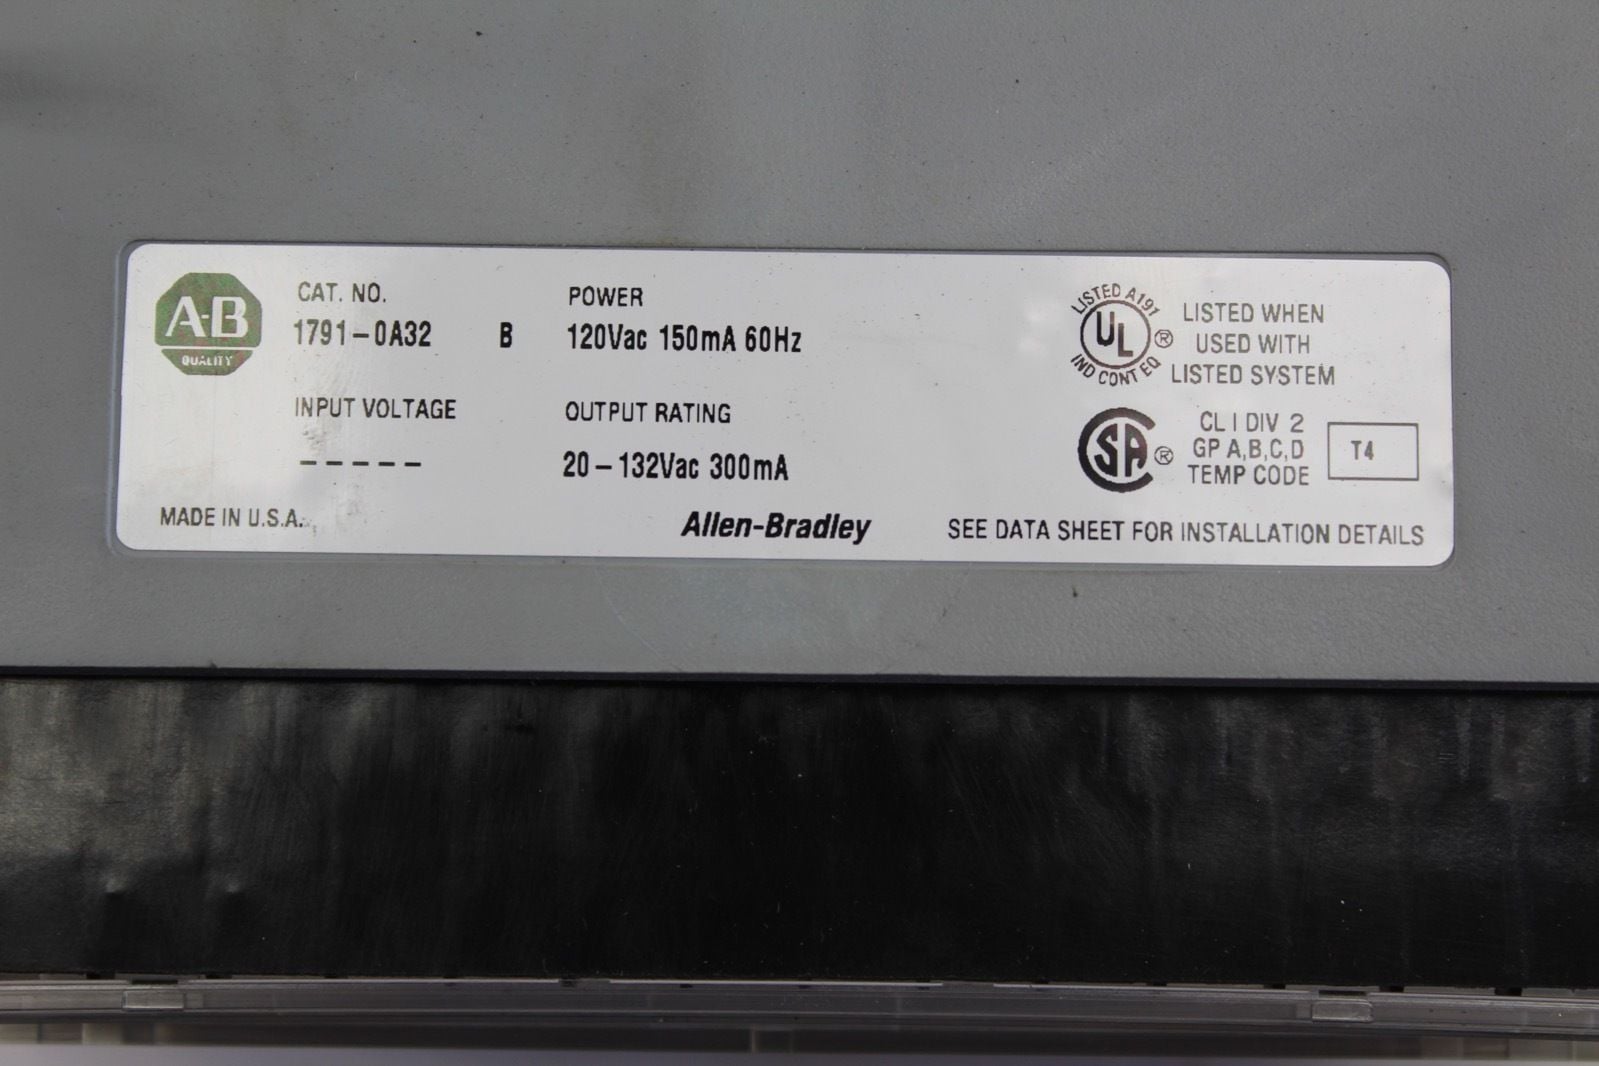 A-B
QUALITY
CAT. NO.
1791-0A32 B
POWER
120Vac 150mA 60Hz
INPUT VOLTAGE
-----
OUTPUT RATING
20-132Vac 300mA
MADE IN U.S.A.
Allen-Bradley
LISTED A191
UL ®
IND CONT EQ
LISTED WHEN
USED WITH
LISTED SYSTEM
SA ®
CL I DIV 2
GP A,B,C,D
TEMP CODE
T4
SEE DATA SHEET FOR INSTALLATION DETAILS